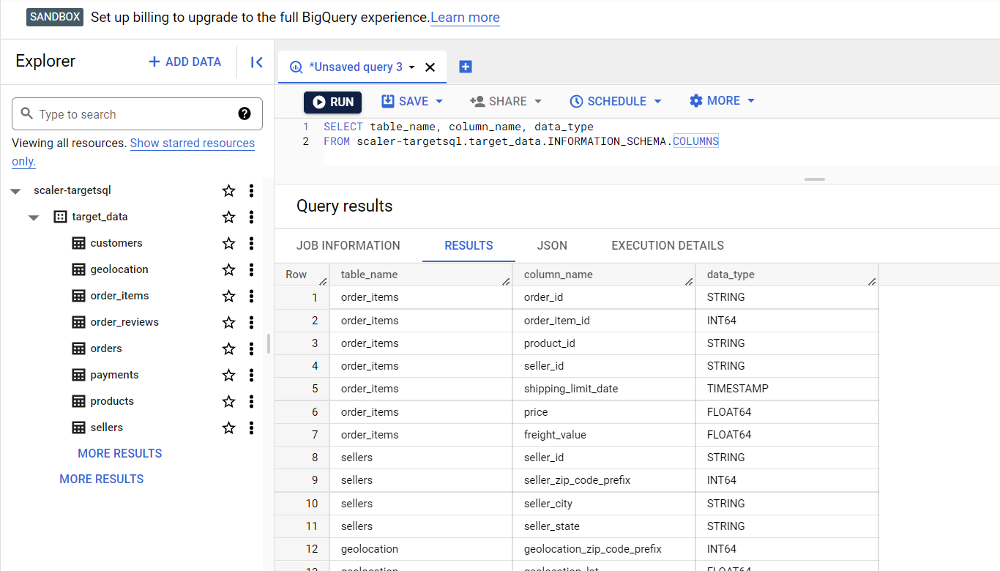 SANDBOX Set up billing to upgrade to the full BigQuery experience.Learn more
Explorer
+ ADD DATA
*Unsaved query 3
RUN SAVE SHARE SCHEDULE MORE
Type to search
Viewing all resources. Show starred resources
only.
scaler-targetsql
target_data
customers
geolocation
order_items
order_reviews
orders
payments
products
sellers
MORE RESULTS
MORE RESULTS
1 SELECT table_name, column_name, data_type
2 FROM scaler-targetsql.target_data.INFORMATION_SCHEMA.COLUMNS
Query results
JOB INFORMATION RESULTS JSON EXECUTION DETAILS
Row table_name column_name data_type
1 order_items order_id STRING
2 order_items order_item_id INT64
3 order_items product_id STRING
4 order_items seller_id STRING
5 order_items shipping_limit_date TIMESTAMP
6 order_items price FLOAT64
7 order_items freight_value FLOAT64
8 sellers seller_id STRING
9 sellers seller_zip_code_prefix INT64
10 sellers seller_city STRING
11 sellers seller_state STRING
12 geolocation geolocation_zip_code_prefix INT64
13 geolocation geolocation_lat FLOAT64